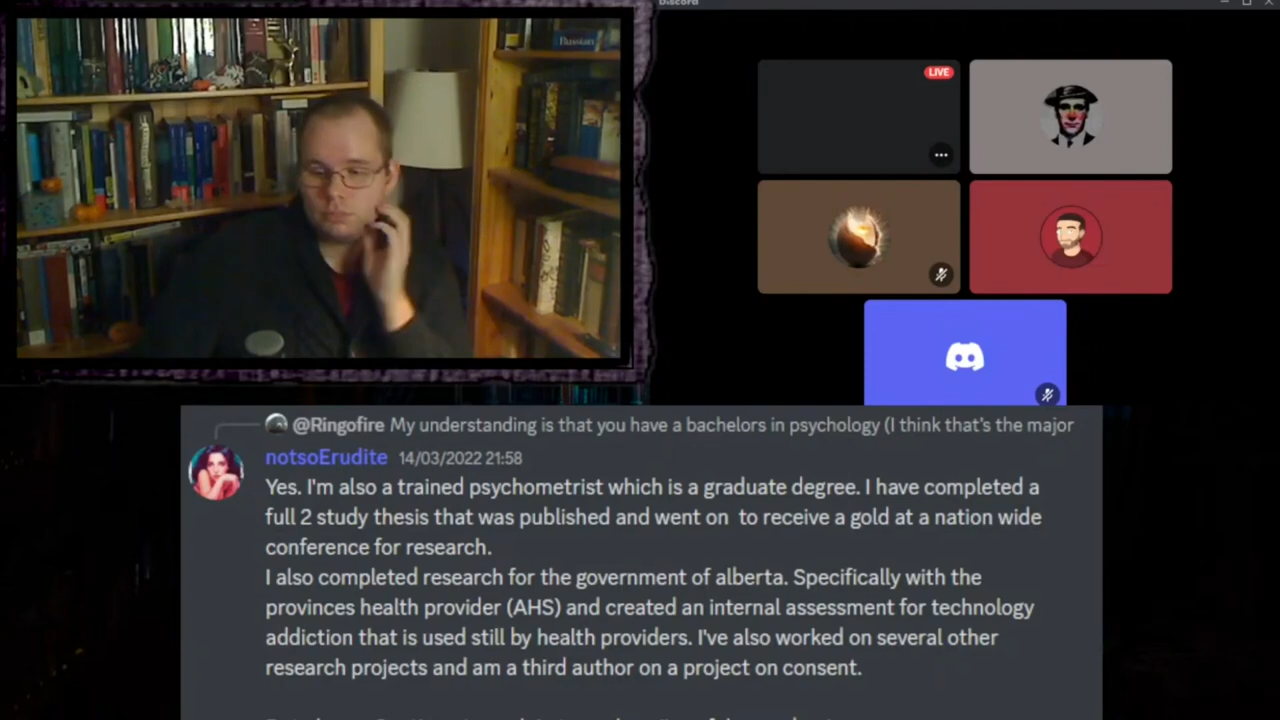 Discord
Russian
LIVE
@Ringofire My understanding is that you have a bachelors in psychology (I think that's the major
notsoErudite 14/03/2022 21:58
Yes. I'm also a trained psychometrist which is a graduate degree. I have completed a
full 2 study thesis that was published and went on to receive a gold at a nation wide
conference for research.
I also completed research for the government of alberta. Specifically with the
provinces health provider (AHS) and created an internal assessment for technology
addiction that is used still by health providers. I've also worked on several other
research projects and am a third author on a project on consent.